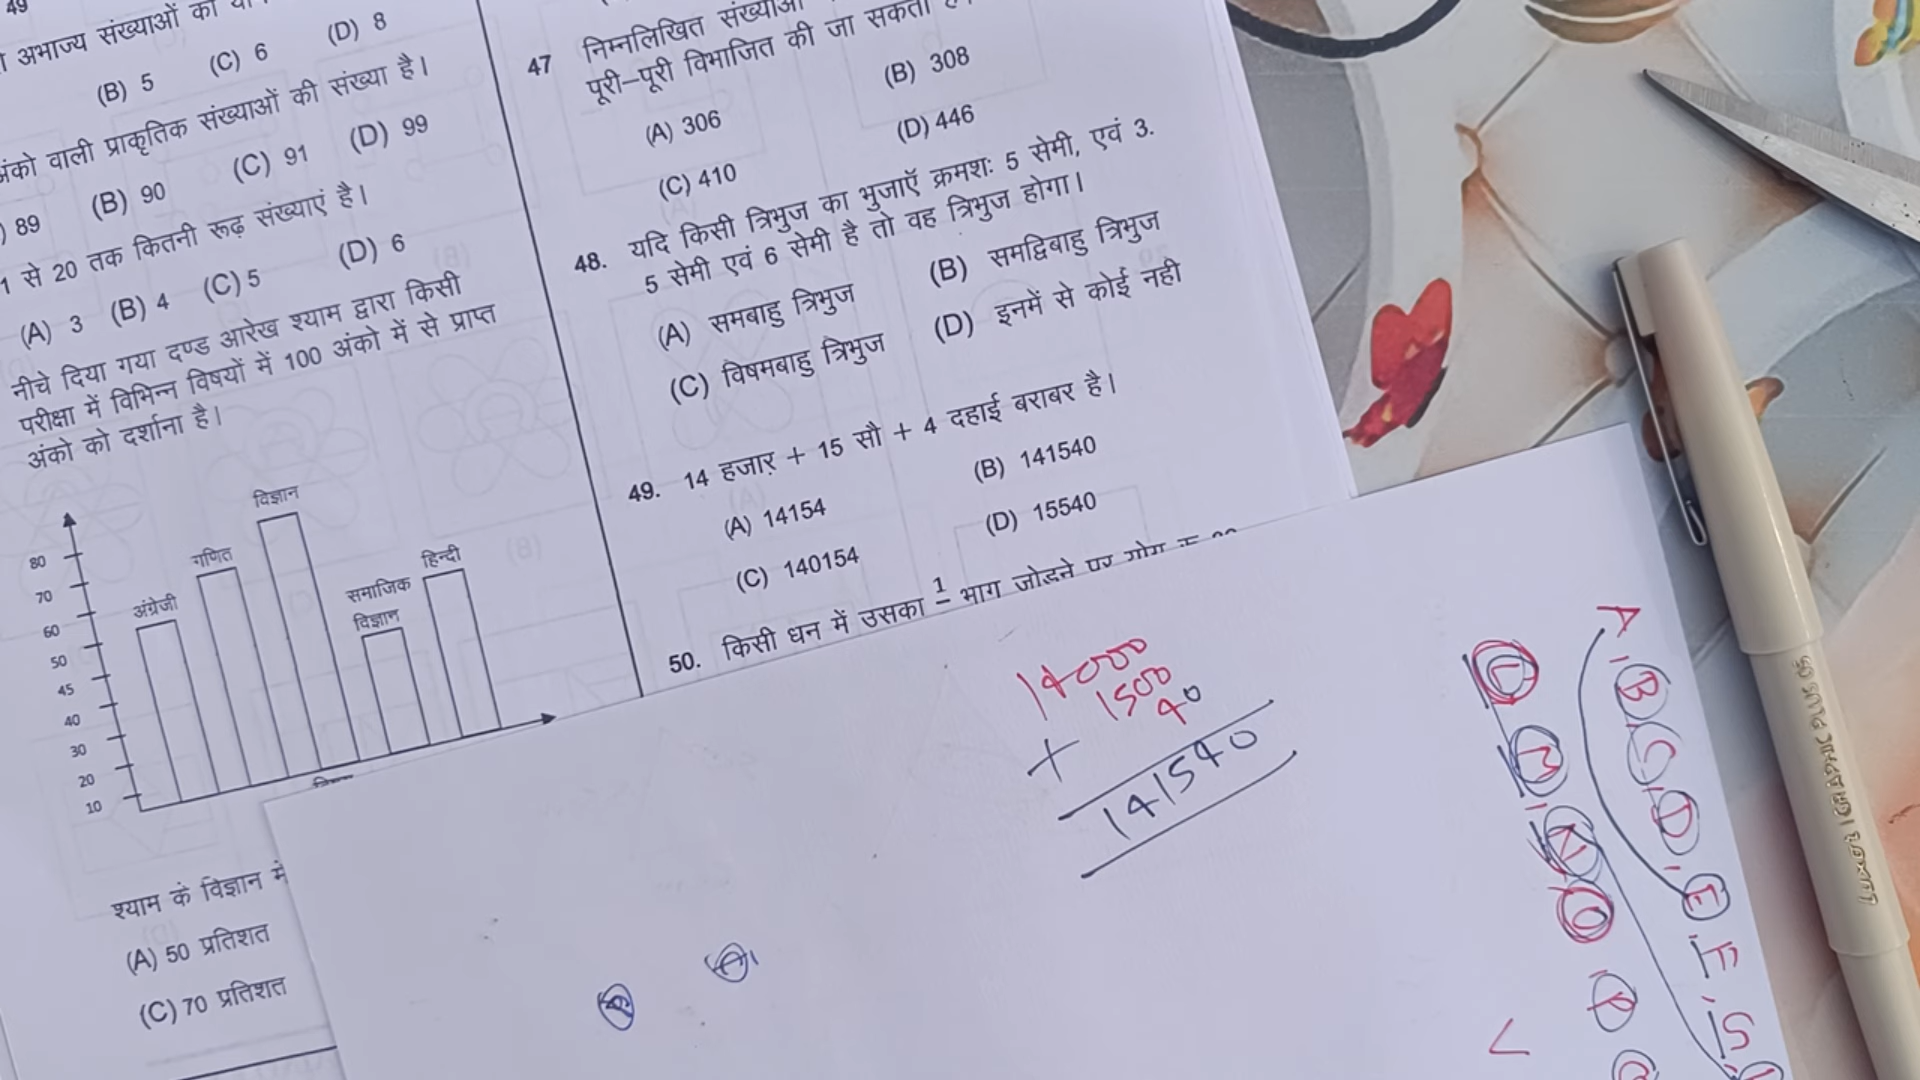 49
अभाज्य संख्याओं का
(B) 5 (C) 6 (D) 8
अंको वाली प्राकृतिक संख्याओं की संख्या है।
) 89 (B) 90 (C) 91 (D) 99
1 से 20 तक कितनी रूढ़ संख्याएं है।
(A) 3 (B) 4 (C) 5 (D) 6
नीचे दिया गया दण्ड आरेख श्याम द्वारा किसी
परीक्षा में विभिन्न विषयों में 100 अंको में से प्राप्त
अंको को दर्शाना है।
विज्ञान
गणित
हिन्दी
अंग्रेजी
समाजिक
विज्ञान
80
70
60
50
45
40
30
20
10
श्याम के विज्ञान में
(A) 50 प्रतिशत
(C) 70 प्रतिशत
47 निम्नलिखित संख्याओं
पूरी–पूरी विभाजित की जा सकती
(A) 306 (B) 308
(C) 410 (D) 446
48. यदि किसी त्रिभुज का भुजाऍ क्रमशः 5 सेमी, एवं 3.
5 सेमी एवं 6 सेमी है तो वह त्रिभुज होगा।
(A) समबाहु त्रिभुज (B) समद्विबाहु त्रिभुज
(C) विषमबाहु त्रिभुज (D) इनमें से कोई नही
49. 14 हजाऱ + 15 सौ + 4 दहाई बराबर है।
(A) 14154 (B) 141540
(C) 140154 (D) 15540
50. किसी धन में उसका 1 भाग जोडने पर योग
14000
1500
40
+
141540
A, B, C, D, E, F, S,
L M, N, O, P